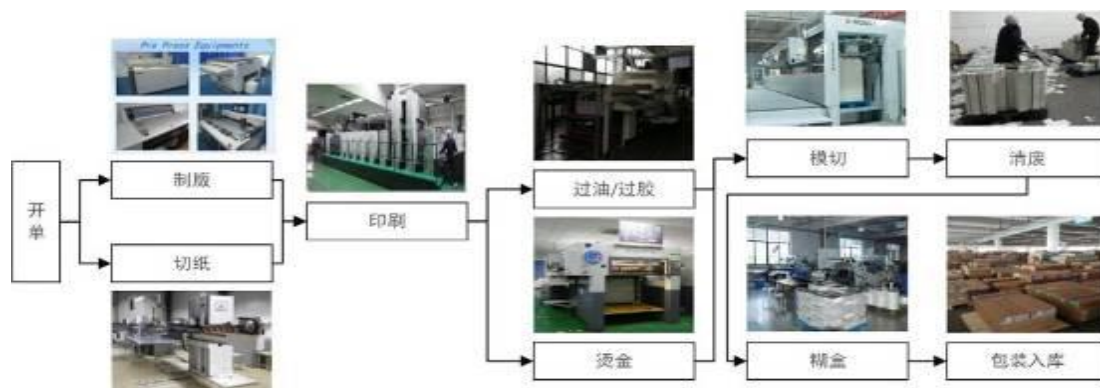 Pre Press Equipments
开单
制版
切纸
印刷
过油/过胶
烫金
模切
清废
糊盒
包装入库